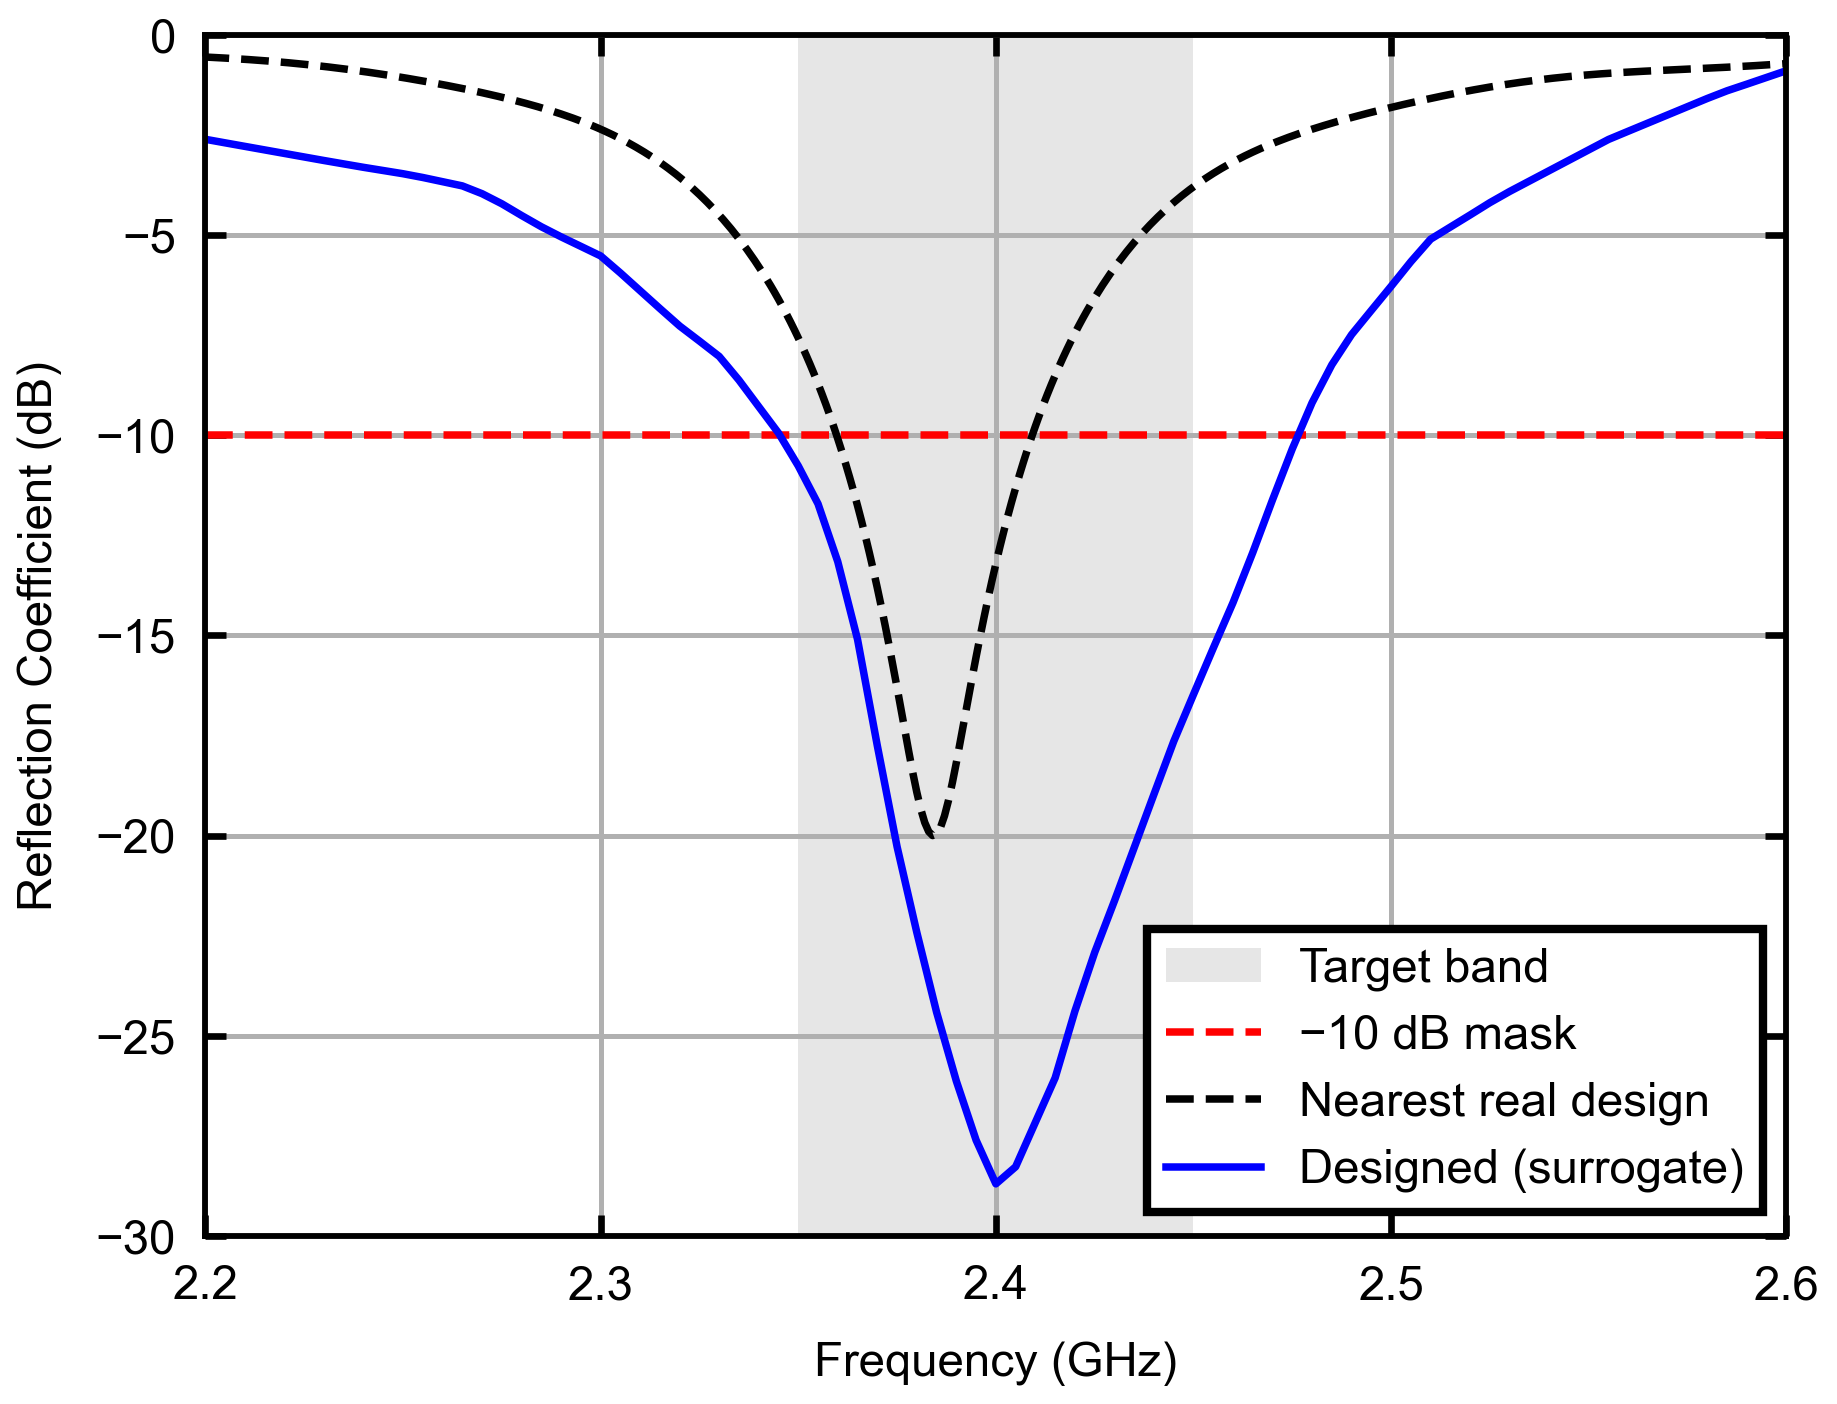 0
−5
−10
−15
−20
−25
−30
2.2
2.3
2.4
2.5
2.6
Reflection Coefficient (dB)
Frequency (GHz)
Target band
−10 dB mask
Nearest real design
Designed (surrogate)